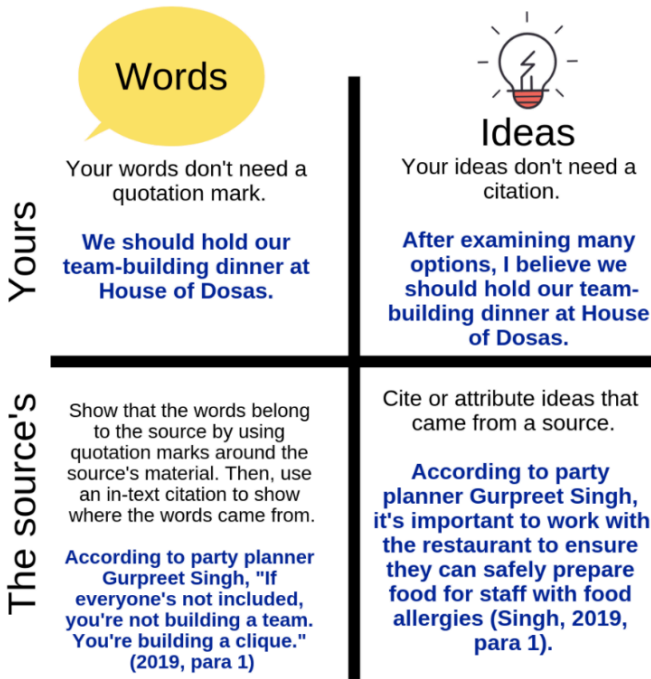 Words
Ideas
Yours
Your words don't need a
quotation mark.
We should hold our
team-building dinner at
House of Dosas.
Your ideas don't need a
citation.
After examining many
options, I believe we
should hold our team-
building dinner at House
of Dosas.
The source's
Show that the words belong
to the source by using
quotation marks around the
source's material. Then, use
an in-text citation to show
where the words came from.
According to party planner
Gurpreet Singh, "If
everyone's not included,
you're not building a team.
You're building a clique."
(2019, para 1)
Cite or attribute ideas that
came from a source.
According to party
planner Gurpreet Singh,
it's important to work with
the restaurant to ensure
they can safely prepare
food for staff with food
allergies (Singh, 2019,
para 1).